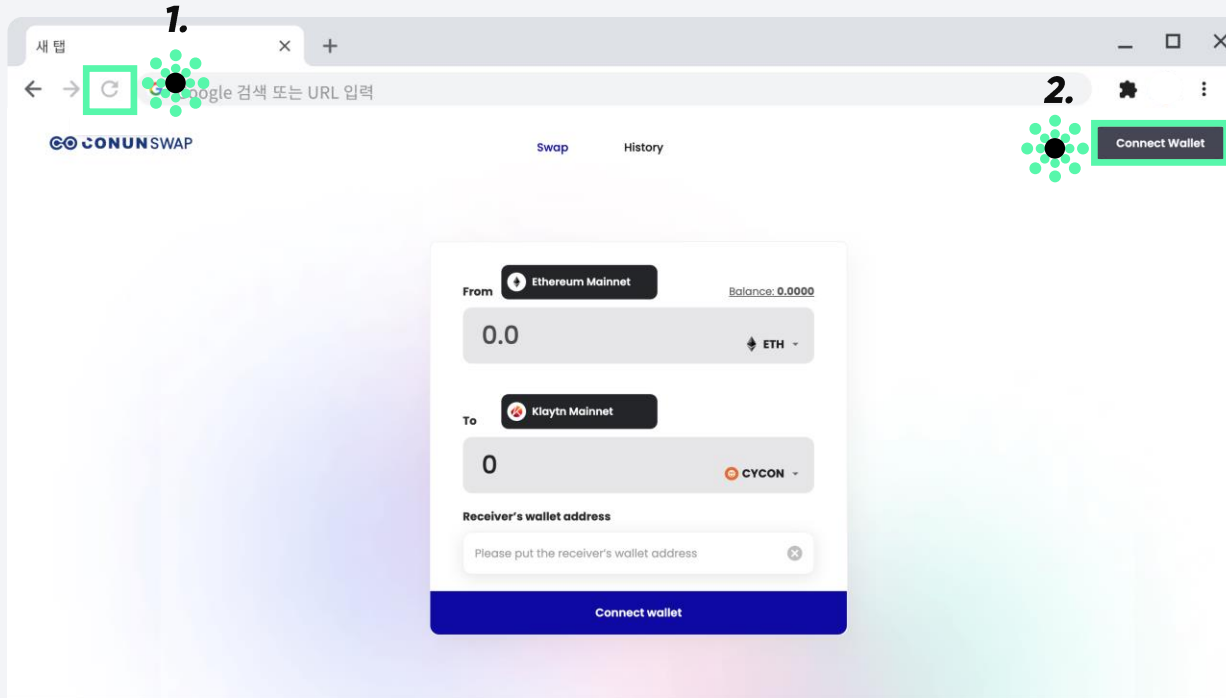 1.
새 탭
Google 검색 또는 URL 입력
2.
CONUNSWAP
Swap
History
Connect Wallet
From
Ethereum Mainnet
Balance: 0.0000
0.0
ETH
To
Klaytn Mainnet
0
CYCON
Receiver's wallet address
Please put the receiver's wallet address
Connect wallet